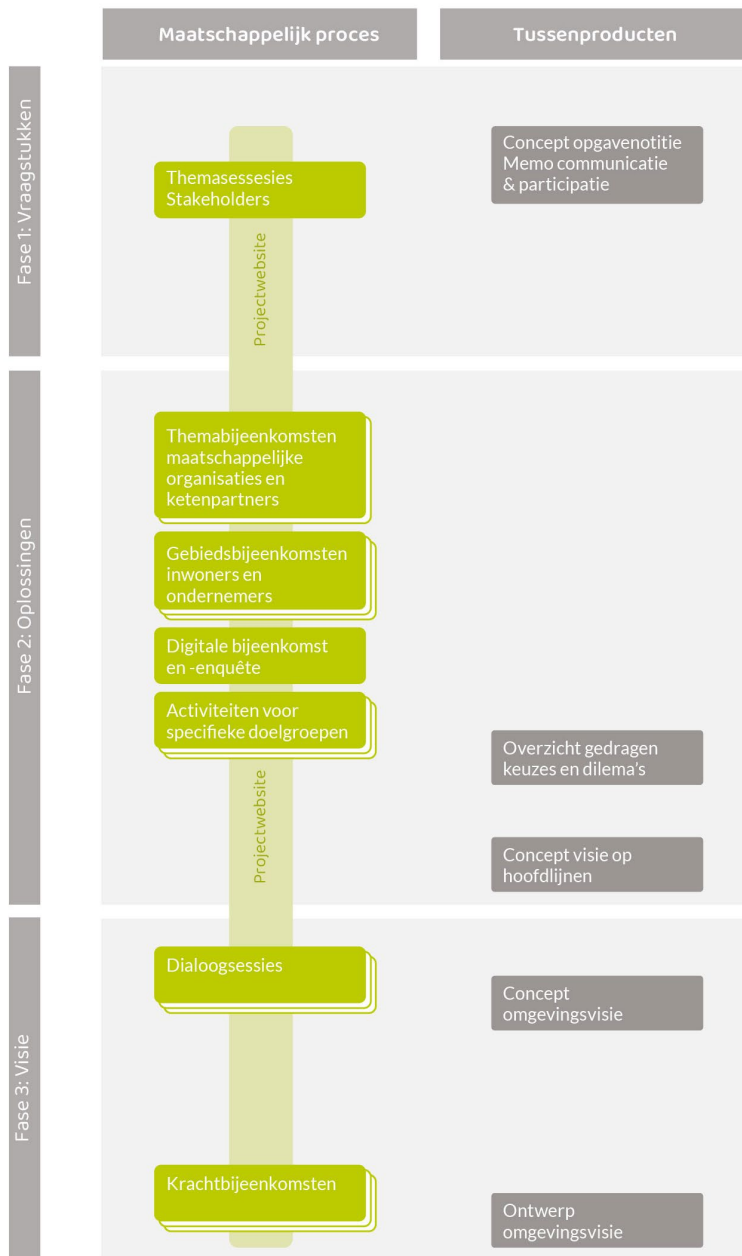 Maatschappelijk proces
Tussenproducten
Fase 1: Vraagstukken
Themasessesies
Stakeholders
Projectwebsite
Concept opgavenotitie
Memo communicatie
& participatie
Fase 2: Oplossingen
Themabijeenkomsten
maatschappelijke
organisaties en
ketenpartners
Gebiedsbijeenkomsten
inwoners en
ondernemers
Digitale bijeenkomst
en -enquête
Activiteiten voor
specifieke doelgroepen
Projectwebsite
Overzicht gedragen
keuzes en dilema's
Concept visie op
hoofdlijnen
Fase 3: Visie
Dialoogsessies
Concept
omgevingsvisie
Krachtbijeenkomsten
Ontwerp
omgevingsvisie